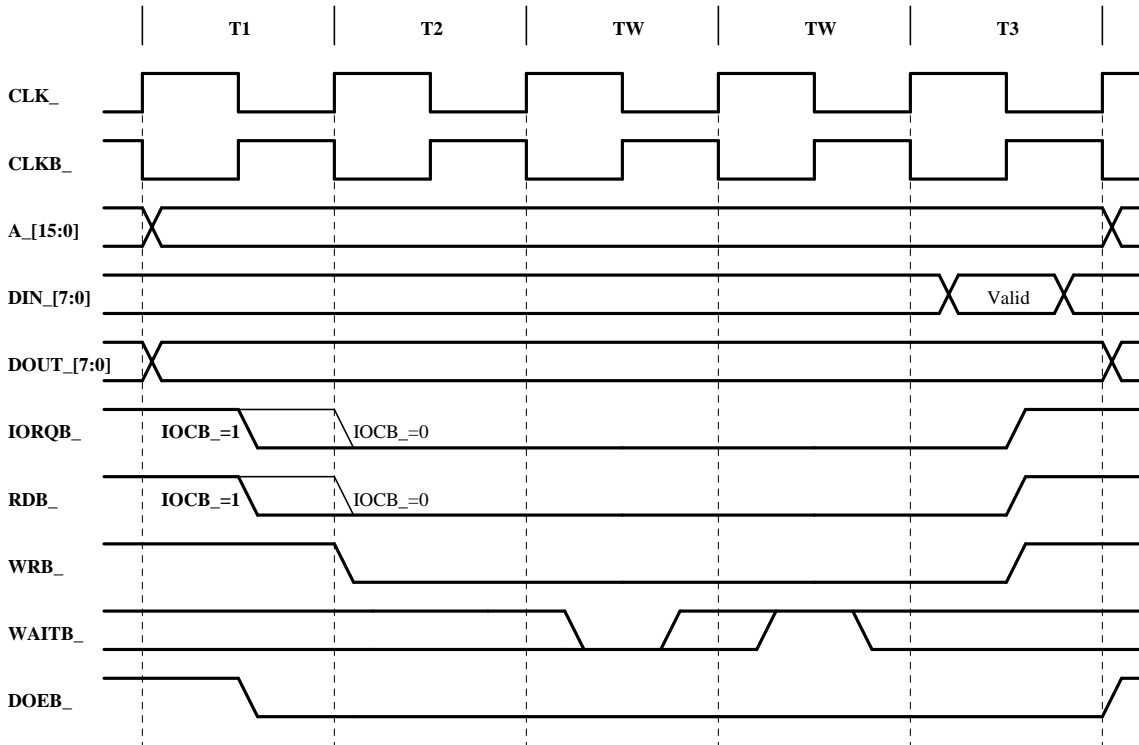 T1 T2 TW TW T3
CLK_
CLKB_
A_[15:0]
DIN_[7:0] Valid
DOUT_[7:0]
IORQB_ IOCB_=1 IOCB_=0
RDB_ IOCB_=1 IOCB_=0
WRB_
WAITB_
DOEB_